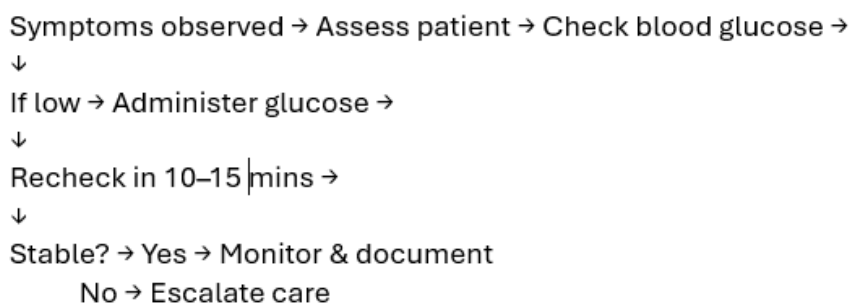 Symptoms observed → Assess patient → Check blood glucose →
↓
If low → Administer glucose →
↓
Recheck in 10–15 mins →
↓
Stable? → Yes → Monitor & document
No → Escalate care